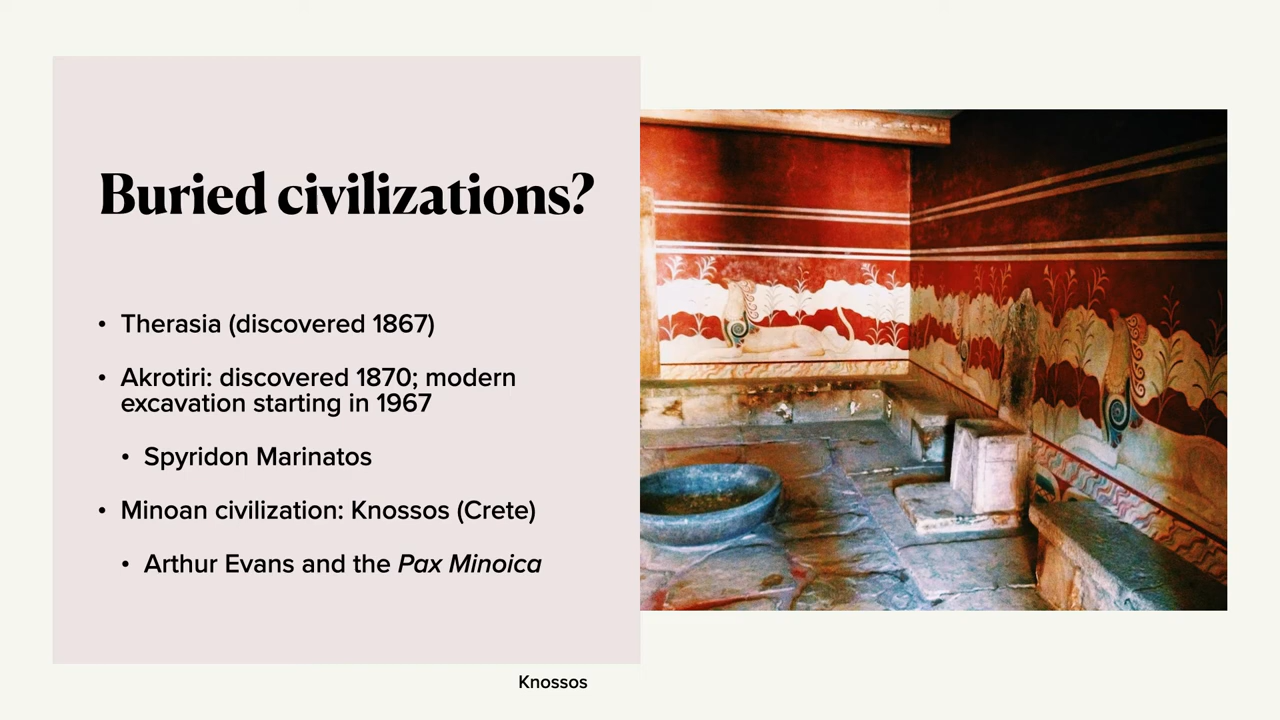 Buried civilizations?
• Therasia (discovered 1867)
• Akrotiri: discovered 1870; modern
excavation starting in 1967
• Spyridon Marinatos
• Minoan civilization: Knossos (Crete)
• Arthur Evans and the Pax Minoica
Knossos